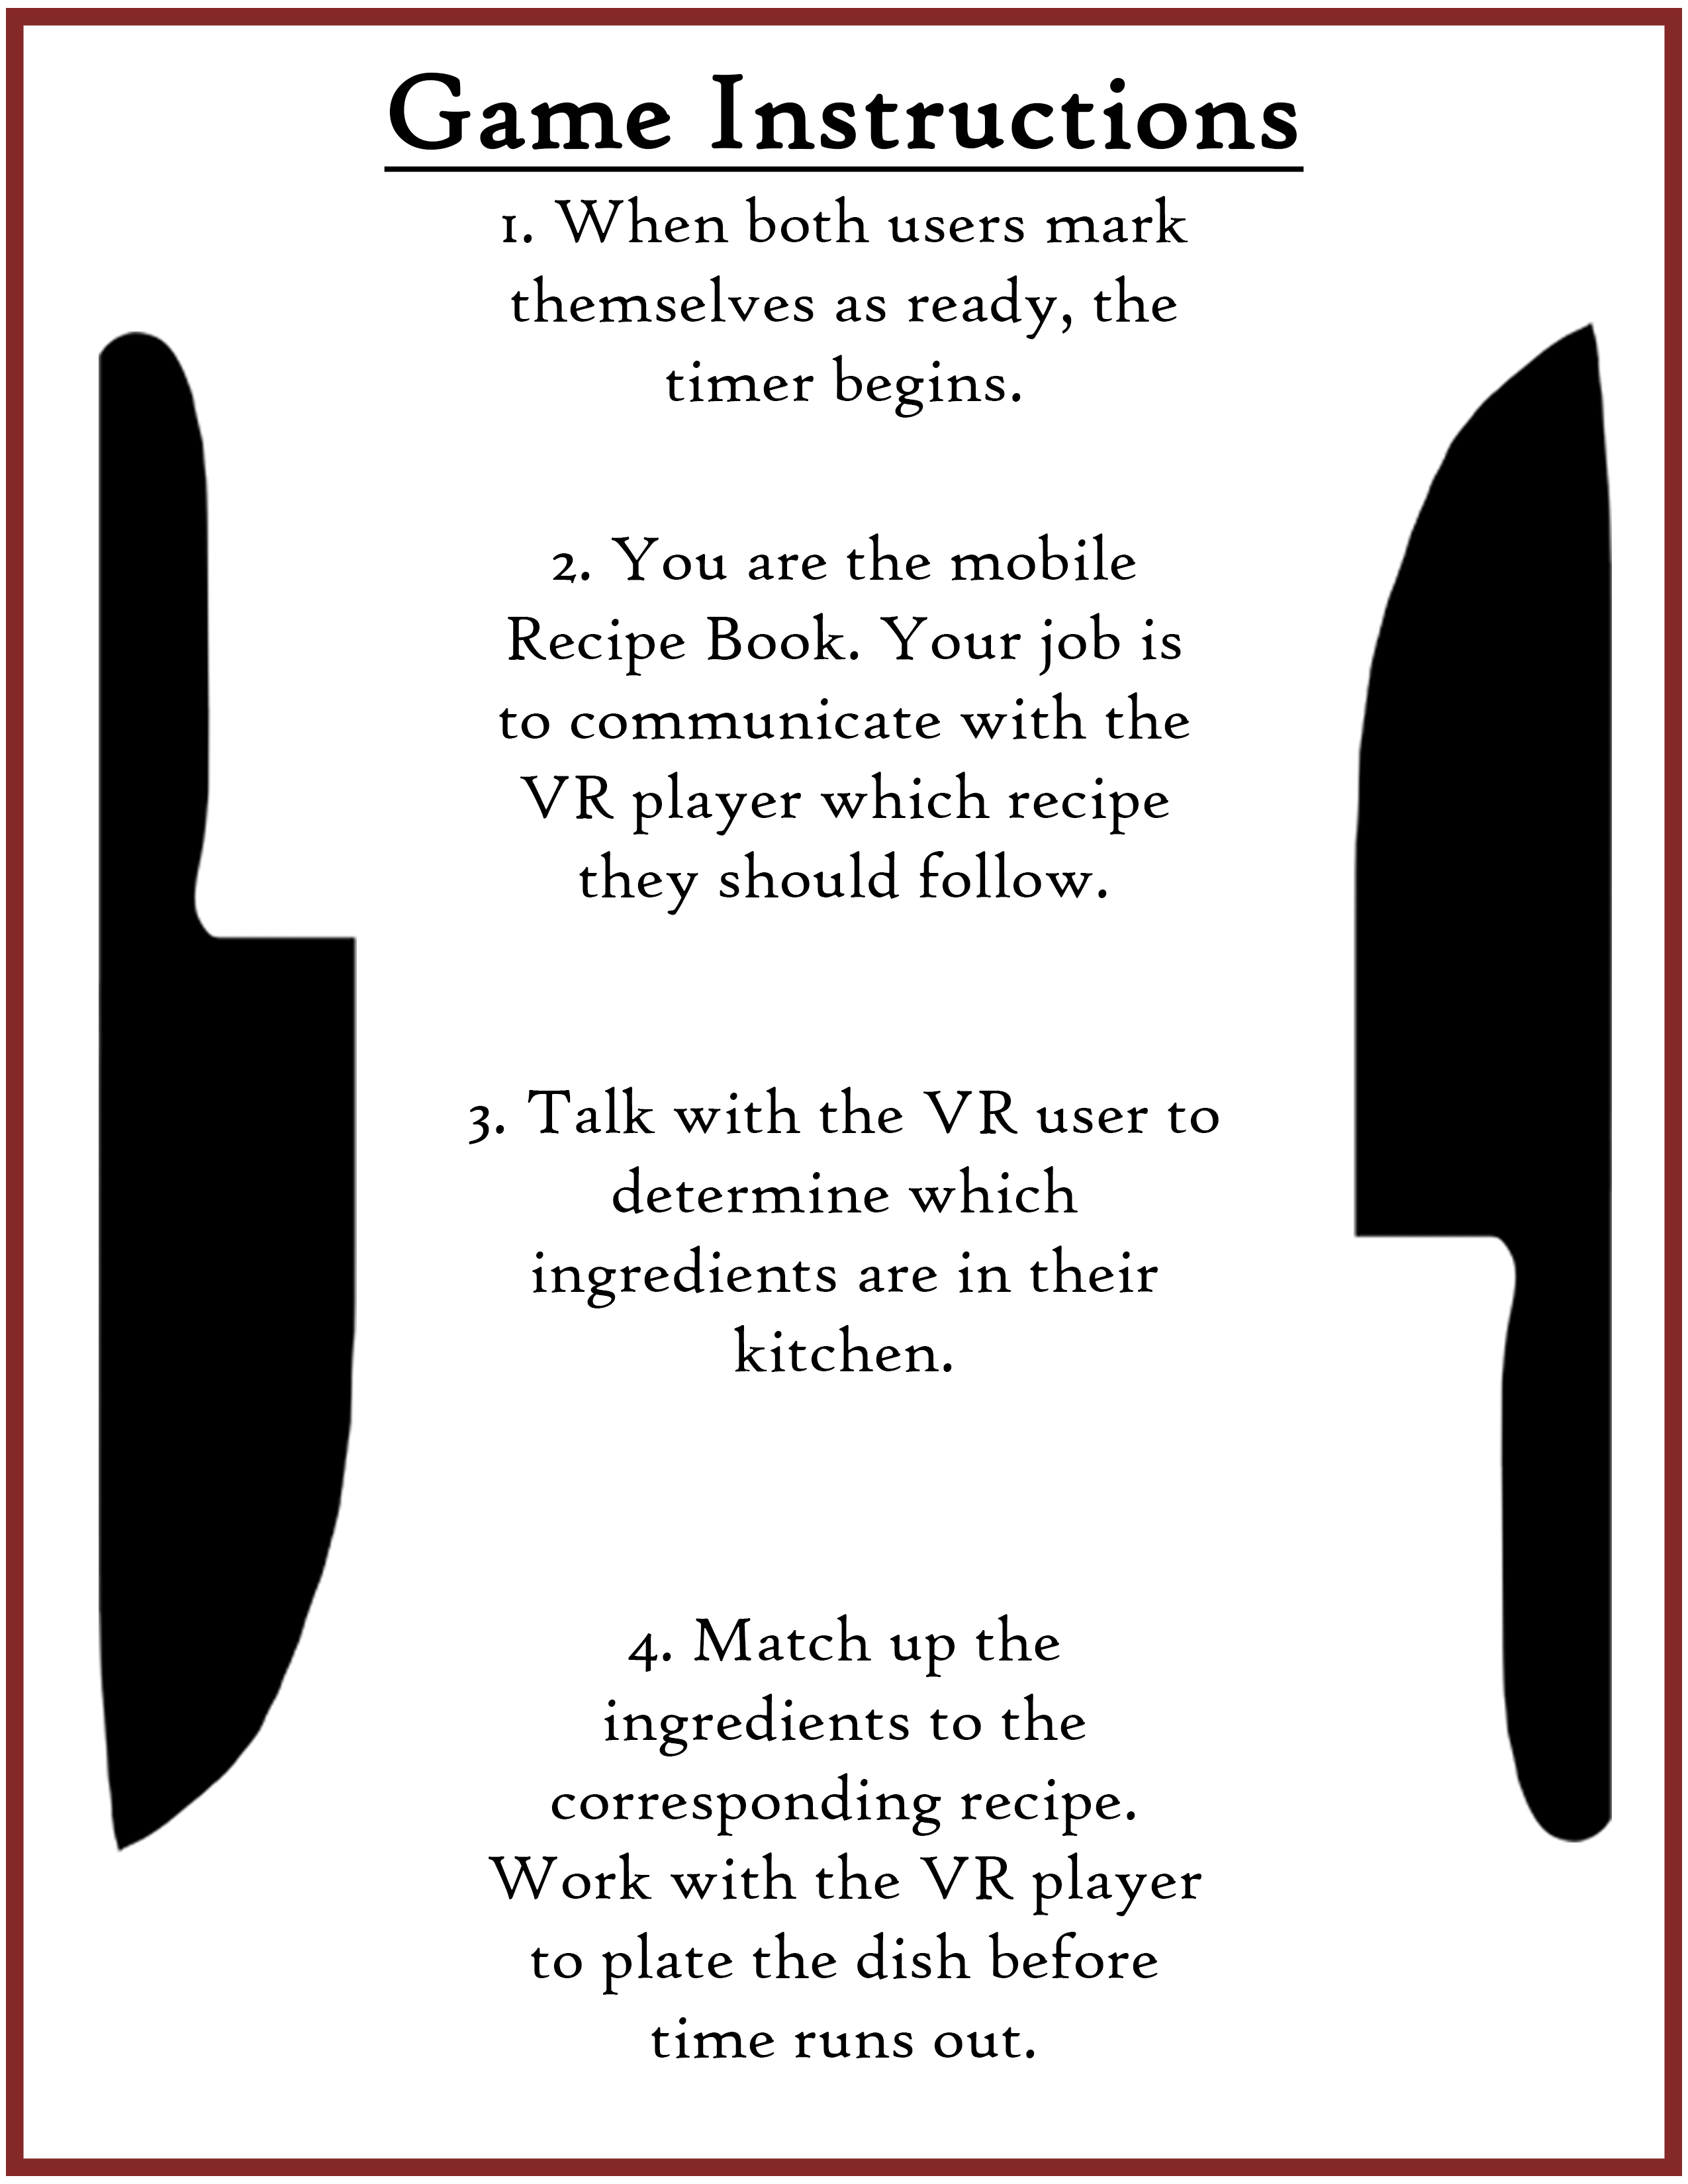 Game Instructions
1. When both users mark
themselves as ready, the
timer begins.
2. You are the mobile
Recipe Book. Your job is
to communicate with the
VR player which recipe
they should follow.
3. Talk with the VR user to
determine which
ingredients are in their
kitchen.
4. Match up the
ingredients to the
corresponding recipe.
Work with the VR player
to plate the dish before
time runs out.